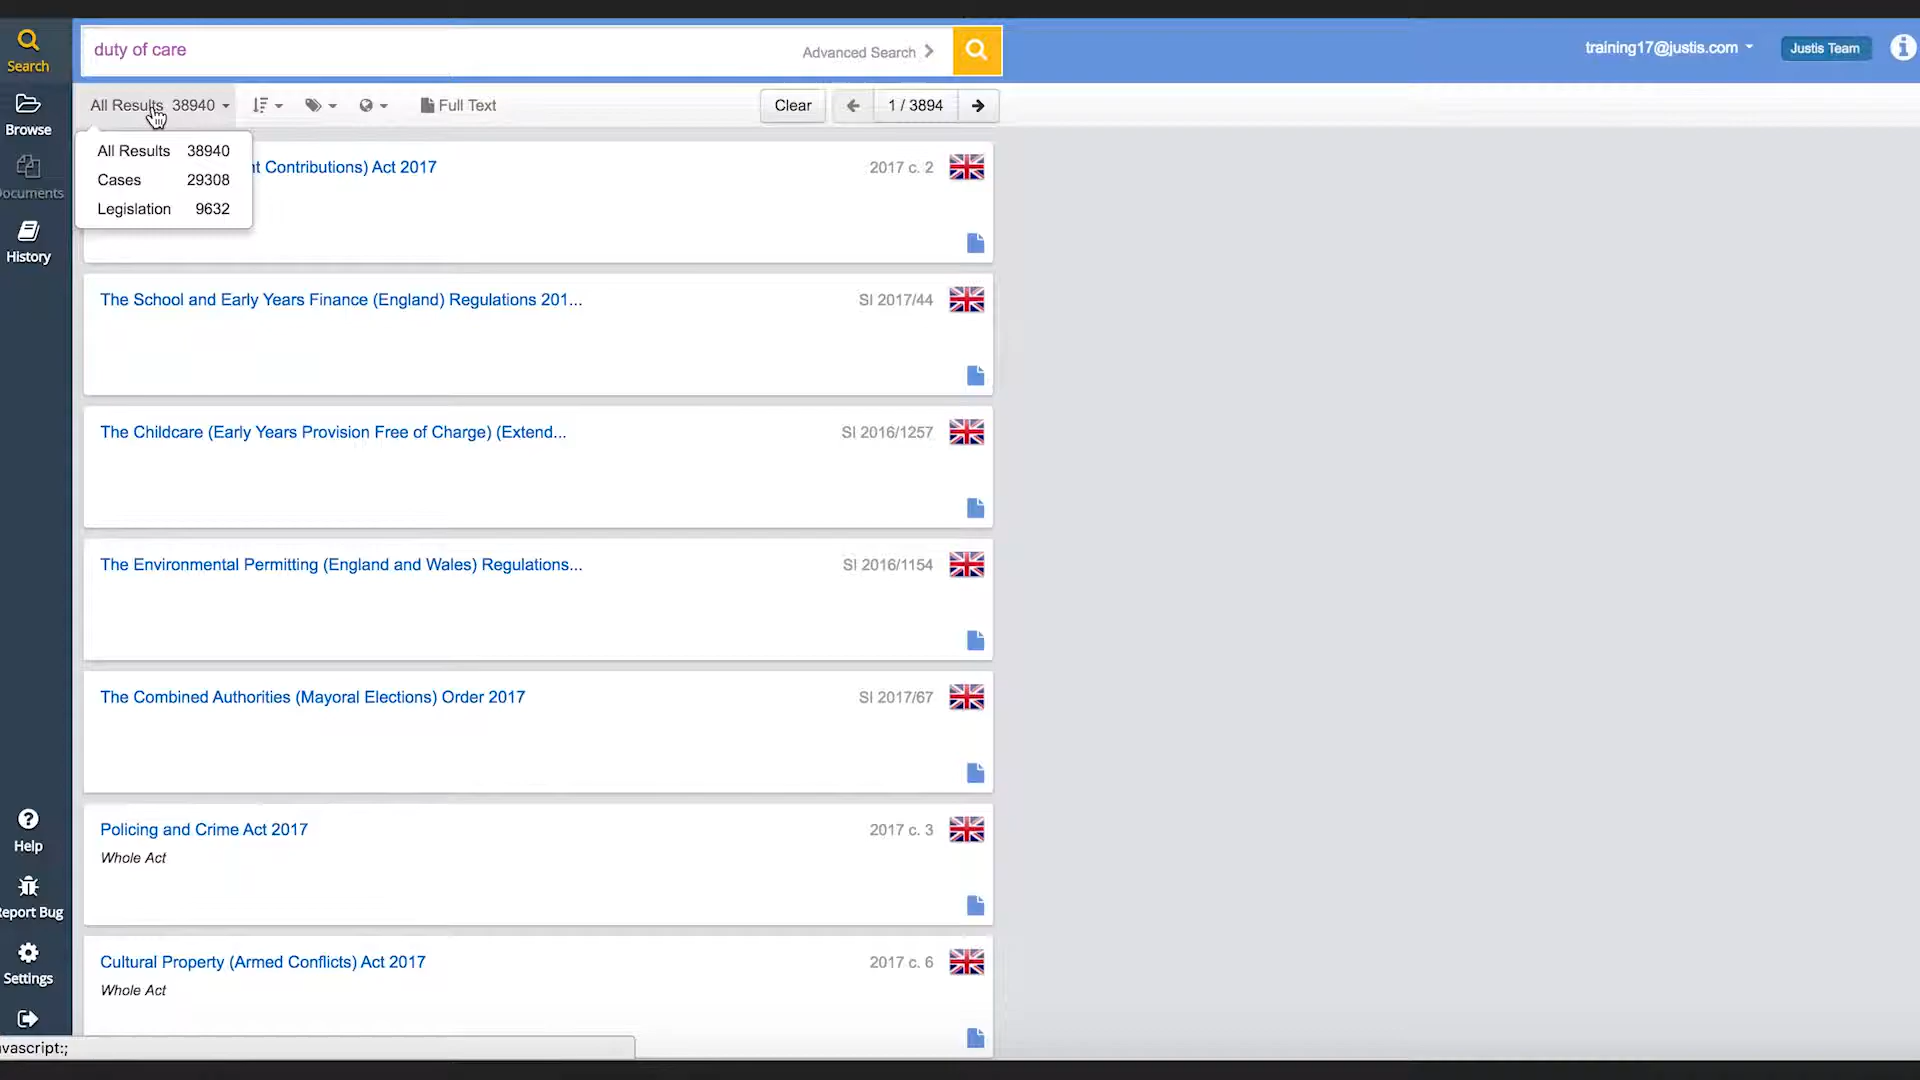 Search
duty of care
Advanced Search
training17@justis.com
Justis Team
Browse
All Results 38940
Full Text
Clear
1 / 3894
All Results 38940
Cases 29308
Legislation 9632
nt Contributions) Act 2017
2017 c. 2
ocuments
History
The School and Early Years Finance (England) Regulations 201...
SI 2017/44
The Childcare (Early Years Provision Free of Charge) (Extend...
SI 2016/1257
The Environmental Permitting (England and Wales) Regulations...
SI 2016/1154
The Combined Authorities (Mayoral Elections) Order 2017
SI 2017/67
Policing and Crime Act 2017
2017 c. 3
Whole Act
Help
Report Bug
Cultural Property (Armed Conflicts) Act 2017
2017 c. 6
Whole Act
Settings
avascript:;